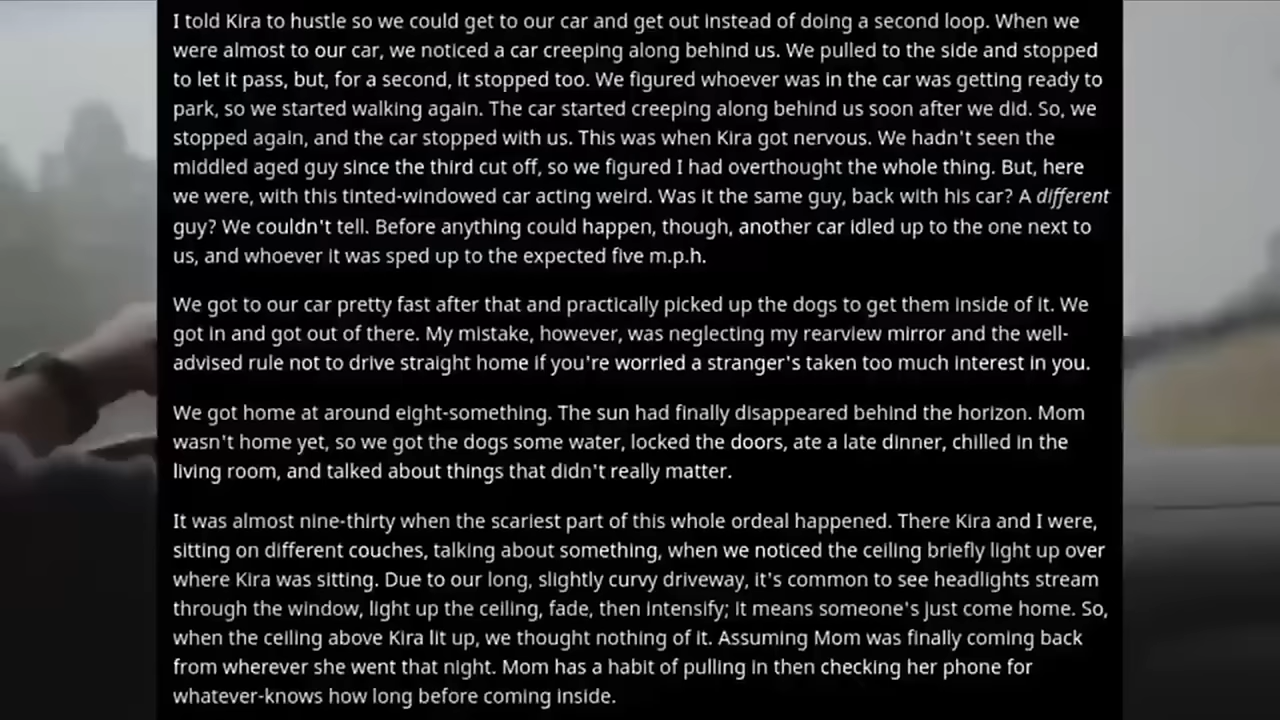 I told Kira to hustle so we could get to our car and get out instead of doing a second loop. When we
were almost to our car, we noticed a car creeping along behind us. We pulled to the side and stopped
to let it pass, but, for a second, it stopped too. We figured whoever was in the car was getting ready to
park, so we started walking again. The car started creeping along behind us soon after we did. So, we
stopped again, and the car stopped with us. This was when Kira got nervous. We hadn't seen the
middled aged guy since the third cut off, so we figured I had overthought the whole thing. But, here
we were, with this tinted-windowed car acting weird. Was it the same guy, back with his car? A different
guy? We couldn't tell. Before anything could happen, though, another car idled up to the one next to
us, and whoever it was sped up to the expected five m.p.h.
We got to our car pretty fast after that and practically picked up the dogs to get them inside of it. We
got in and got out of there. My mistake, however, was neglecting my rearview mirror and the well-
advised rule not to drive straight home if you're worried a stranger's taken too much interest in you.
We got home at around eight-something. The sun had finally disappeared behind the horizon. Mom
wasn't home yet, so we got the dogs some water, locked the doors, ate a late dinner, chilled in the
living room, and talked about things that didn't really matter.
It was almost nine-thirty when the scariest part of this whole ordeal happened. There Kira and I were,
sitting on different couches, talking about something, when we noticed the ceiling briefly light up over
where Kira was sitting. Due to our long, slightly curvy driveway, it's common to see headlights stream
through the window, light up the ceiling, fade, then intensify; it means someone's just come home. So,
when the ceiling above Kira lit up, we thought nothing of it. Assuming Mom was finally coming back
from wherever she went that night. Mom has a habit of pulling in then checking her phone for
whatever-knows how long before coming inside.